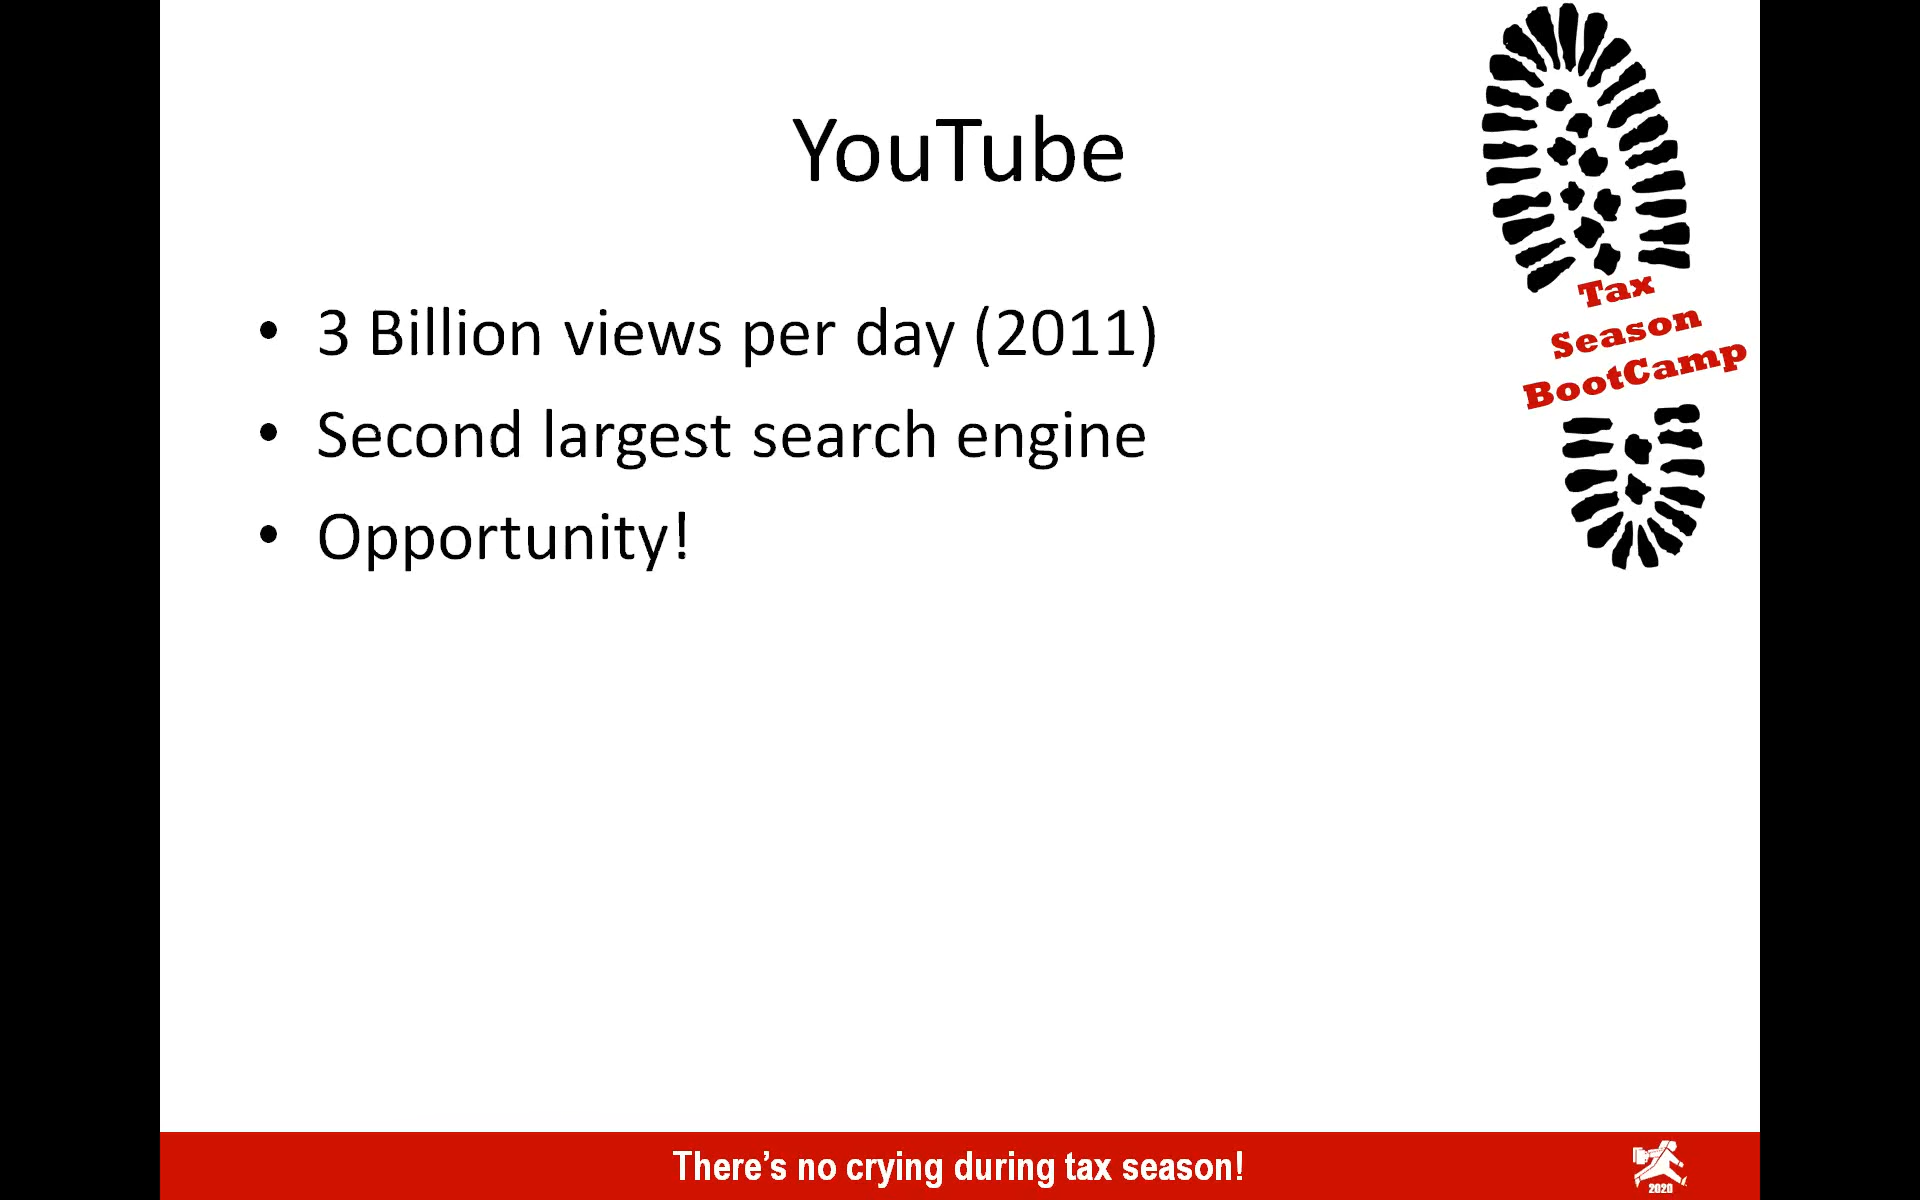 YouTube
• 3 Billion views per day (2011)
• Second largest search engine
• Opportunity!
Tax
Season
BootCamp
There’s no crying during tax season!
2020